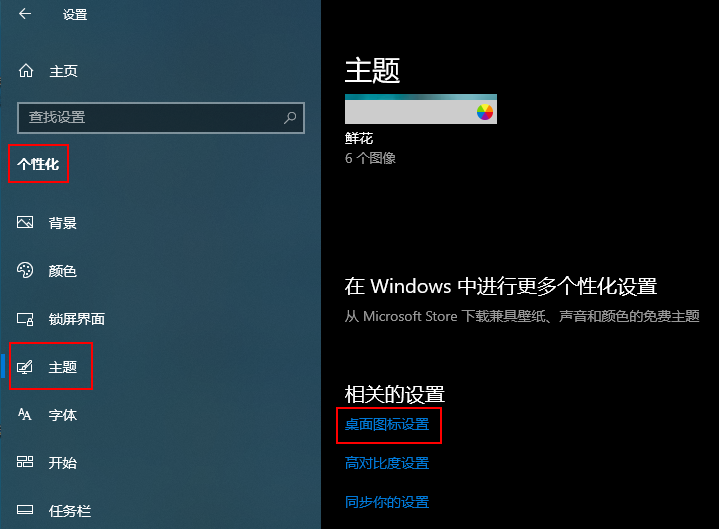 设置
主页
查找设置
个性化
背景
颜色
锁屏界面
主题
字体
开始
任务栏
主题
鲜花
6 个图像
在 Windows 中进行更多个性化设置
从 Microsoft Store 下载兼具壁纸、声音和颜色的免费主题
相关的设置
桌面图标设置
高对比度设置
同步你的设置